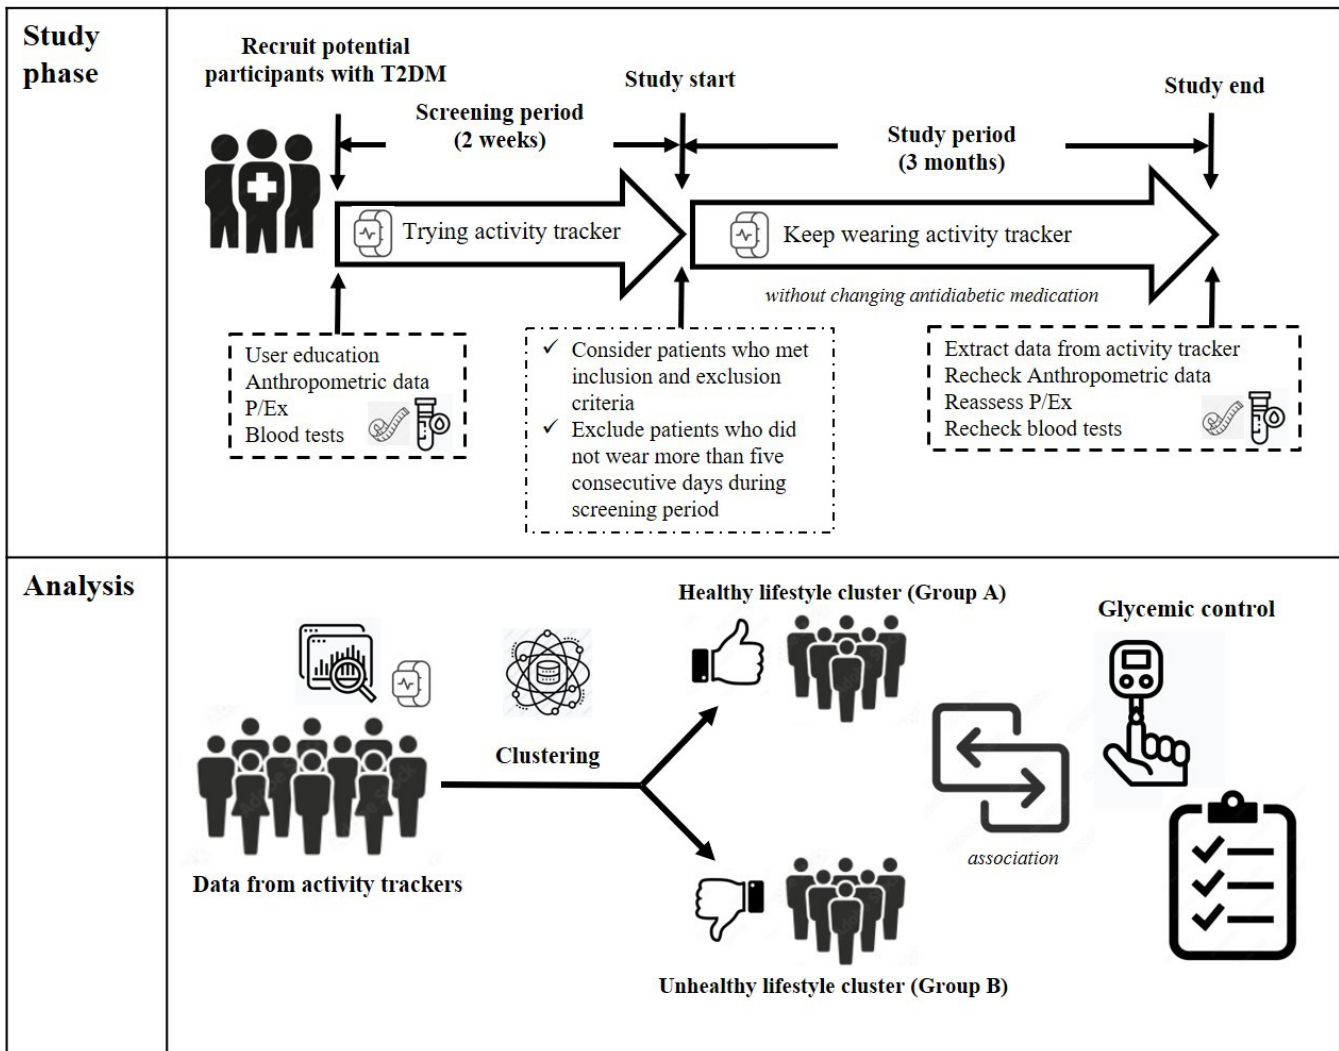 Study
phase
Recruit potential
participants with T2DM
Screening period
(2 weeks)
Study start
Study period
(3 months)
Study end
Trying activity tracker
Keep wearing activity tracker
without changing antidiabetic medication
User education
Anthropometric data
P/Ex
Blood tests
✓ Consider patients who met
inclusion and exclusion
criteria
✓ Exclude patients who did
not wear more than five
consecutive days during
screening period
Extract data from activity tracker
Recheck Anthropometric data
Reassess P/Ex
Recheck blood tests
Analysis
Data from activity trackers
Clustering
Healthy lifestyle cluster (Group A)
Unhealthy lifestyle cluster (Group B)
association
Glycemic control